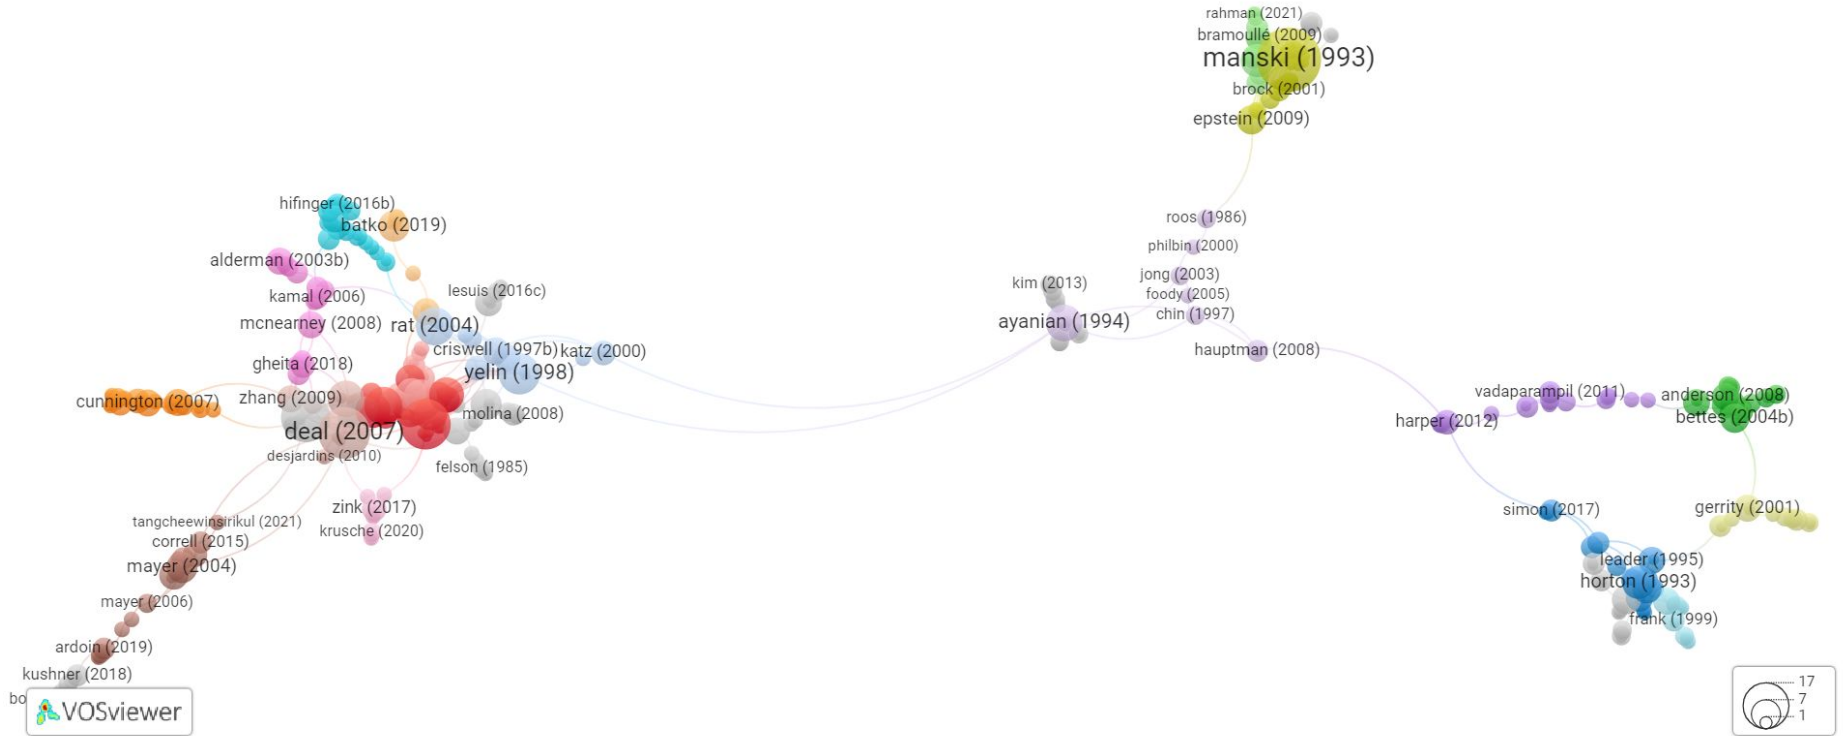 rahman (2021)
bramoullé (2009)
manski (1993)
brock (2001)
epstein (2009)
hifinger (2016b)
batko (2019)
roos (1986)
philbin (2000)
alderman (2003b)
jong (2003)
kim (2013)
lesuis (2016c)
kamal (2006)
foody (2005)
chin (1997)
mcnearney (2008)
rat (2004)
ayanian (1994)
criswell (1997b)
katz (2000)
hauptman (2008)
gheita (2018)
yelin (1998)
zhang (2009)
cunnington (2007)
vadaparampil (2011)
anderson (2008)
molina (2008)
bettes (2004b)
harper (2012)
deal (2007)
desjardins (2010)
felson (1985)
zink (2017)
simon (2017)
gerrity (2001)
tangcheewinsirikul (2021)
krusche (2020)
correll (2015)
leader (1995)
mayer (2004)
horton (1993)
mayer (2006)
frank (1999)
ardoin (2019)
kushner (2018)
bo
VOSviewer
17
7
1